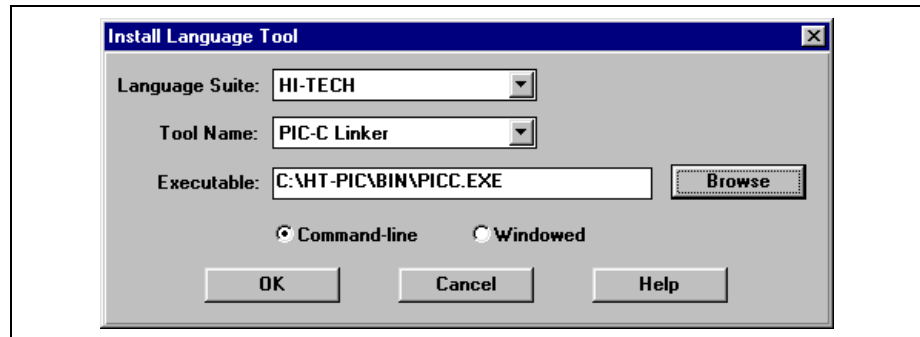 Install Language Tool
Language Suite: HI-TECH
Tool Name: PIC-C Linker
Executable: C:\HT-PIC\BIN\PICC.EXE Browse
Command-line Windowed
OK Cancel Help